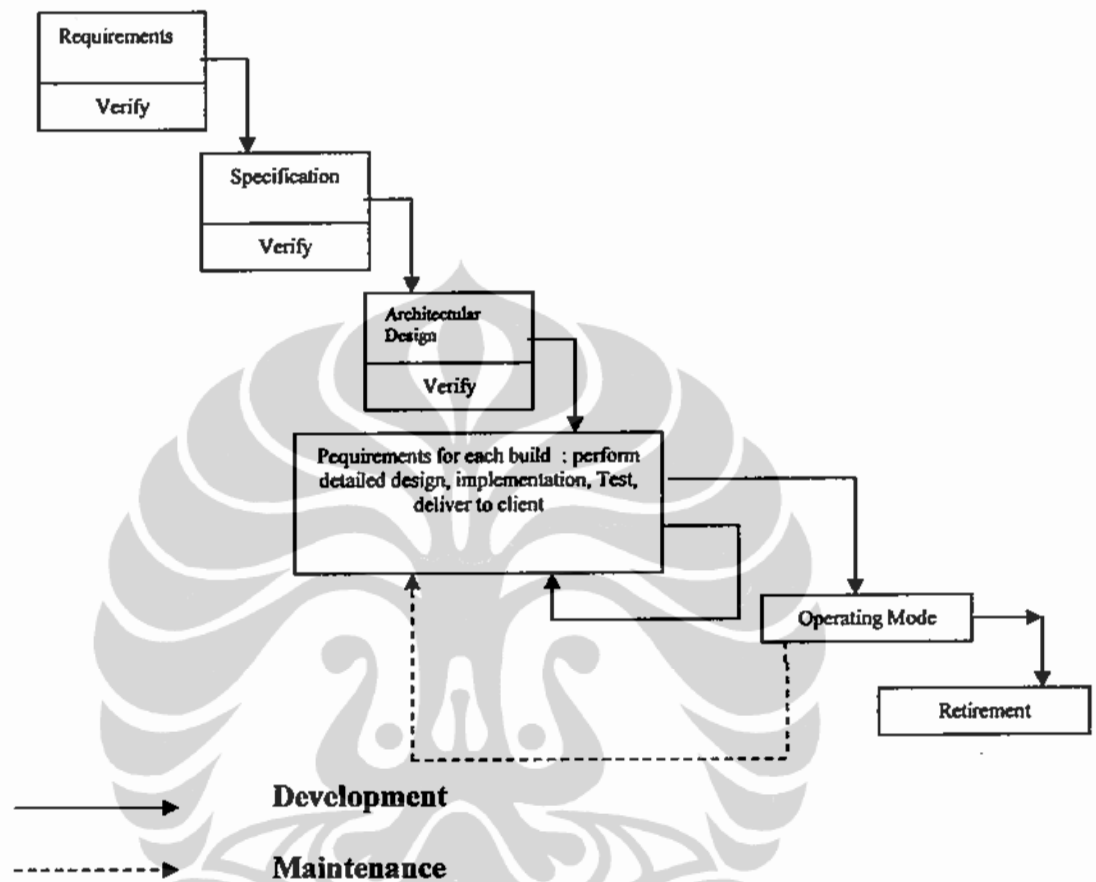 Requirements
Verify
Specification
Verify
Architectular
Design
Verify
Pequirements for each build : perform
detailed design, implementation, Test,
deliver to client
Operating Mode
Retirement
Development
Maintenance